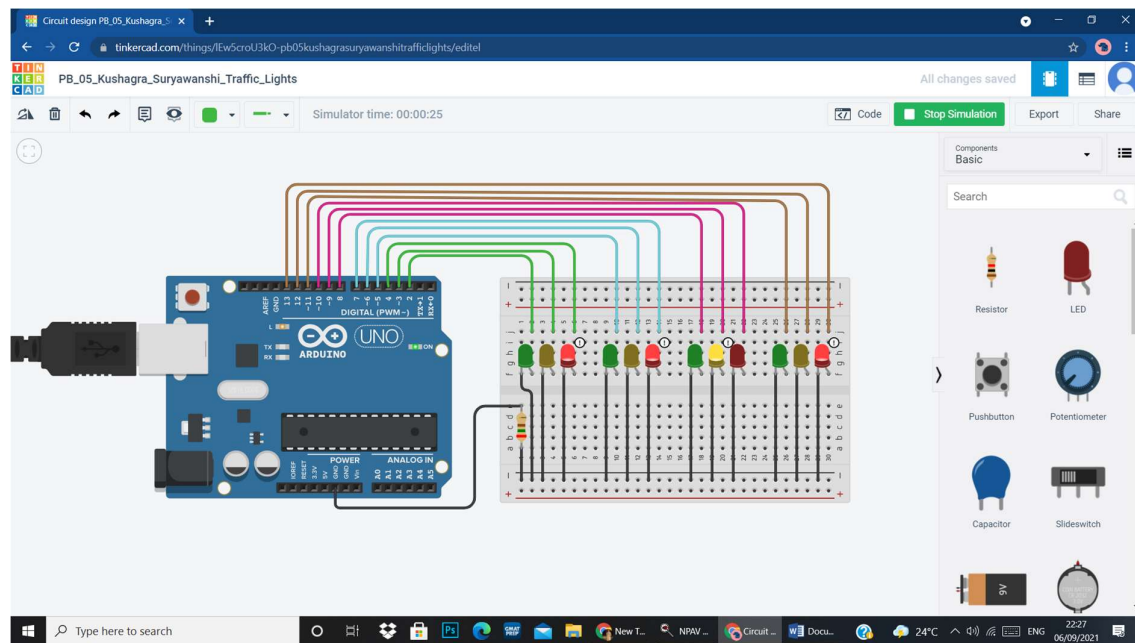 Circuit design PB_05_Kushagra_S
tinkercad.com/things/lEw5croU3kO-pb05kushagrasuryawanshitrafficlights/editel
TIN
KER
CAD
PB_05_Kushagra_Suryawanshi_Traffic_Lights
All changes saved
Simulator time: 00:00:25
Code
Stop Simulation
Export
Share
Components
Basic
Search
Resistor
LED
Pushbutton
Potentiometer
Capacitor
Slideswitch
9V
AREF
GND
13
12
~11
~10
~9
8
7
~6
~5
4
~3
2
TX→1
RX←0
DIGITAL (PWM~)
L
TX
RX
ARDUINO
UNO
ON
IOREF
RESET
3.3V
5V
GND
GND
Vin
POWER
ANALOG IN
A0
A1
A2
A3
A4
A5
Type here to search
Ps
GMAT
PREP
New T...
NPAV ...
Circuit ...
Docu...
24°C
ENG
22:27
06/09/2021